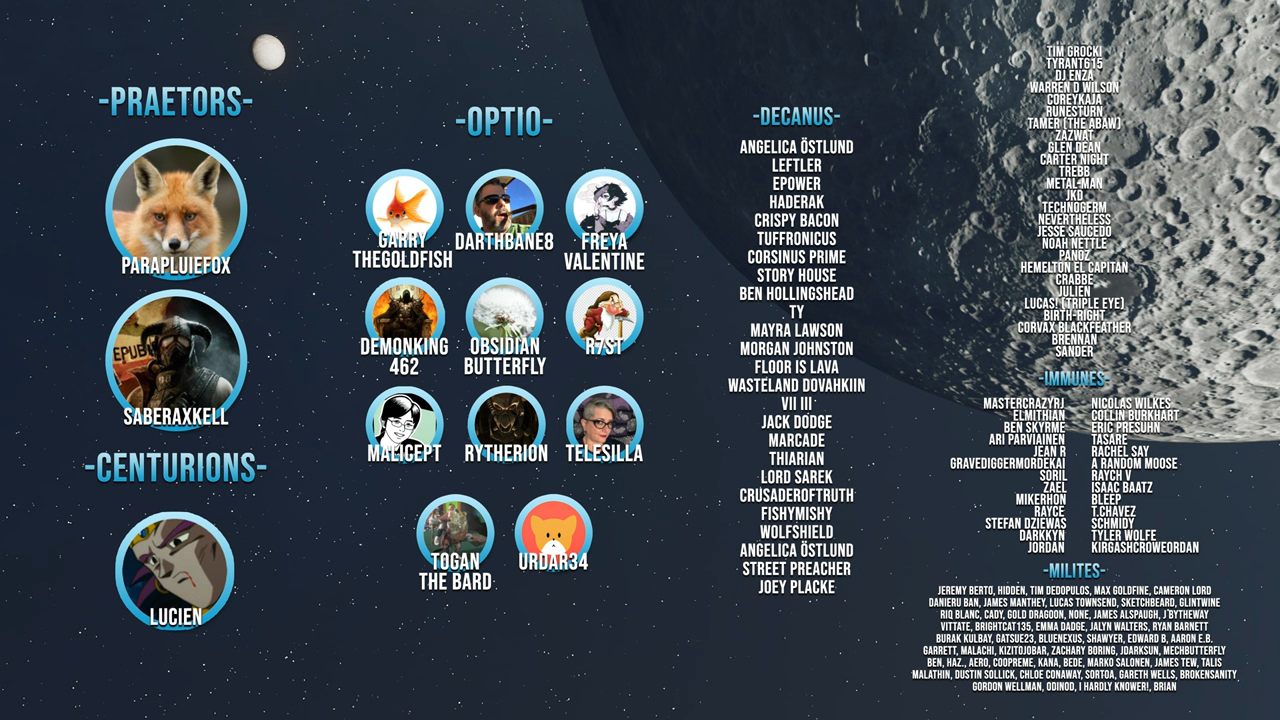 -PRAETORS-
PARAPLUIEFOX
EPUB
SABERAXKELL
-CENTURIONS-
LUCIEN
-OPTIO-
GARRY
THEGOLDFISH
DARTHBANE8
FREYA
VALENTINE
DEMONKING
462
OBSIDIAN
BUTTERFLY
R7ST
MALICEPT
RYTHERION
TELESILLA
TOGAN
THE BARD
URDAR34
-DECANUS-
ANGELICA ÖSTLUND
LEFTLER
EPOWER
HADERAK
CRISPY BACON
TUFFRONICUS
CORSINUS PRIME
STORY HOUSE
BEN HOLLINGSHEAD
TY
MAYRA LAWSON
MORGAN JOHNSTON
FLOOR IS LAVA
WASTELAND DOVAHKIIN
VII III
JACK DODGE
MARCADE
THIARIAN
LORD SAREK
CRUSADEROFTRUTH
FISHYMISHY
WOLFSHIELD
ANGELICA ÖSTLUND
STREET PREACHER
JOEY PLACKE
TIM GROCKI
TYRANT615
DJ ENZA
WARREN D WILSON
COREYKAJA
RUNESTURN
TAMER (THE ABAW)
ZAZWAT
GLEN DEAN
CARTER NIGHT
TREBB
METAL-MAN
JKD
TECHNOGERM
NEVERTHELESS
JESSE SAUCEDO
NOAH NETTLE
PANOZ
HEMELTON EL CAPITAN
CRABBE
JULIEN
LUCAS! (TRIPLE EYE)
BIRTH-RIGHT
CORVAX BLACKFEATHER
BRENNAN
SANDER
-IMMUNES-
MASTERCRAZYRJ
ELMITHIAN
BEN SKYRME
ARI PARVIAINEN
JEAN R
GRAVEDIGGERMORDEKAI
SORIL
ZAEL
MIKERHON
RAYCE
STEFAN DZIEWAS
DARKKYN
JORDAN
NICOLAS WILKES
COLLIN BURKHART
ERIC PRESUHN
TASARE
RACHEL SAY
A RANDOM MOOSE
RAYCH V
ISAAC BAATZ
BLEEP
T.CHAVEZ
SCHMIDY
TYLER WOLFE
KIRGASHCROWEORDAN
-MILITES-
JEREMY BERTO, HIDDEN, TIM DEDOPULOS, MAX GOLDFINE, CAMERON LORD
DANIERU BAN, JAMES MANTHEY, LUCAS TOWNSEND, SKETCHBEARD, GLINTWINE
RIQ BLANC, CADY, GOLD DRAGOON, NONE, JAMES ALSPAUGH, J'BYTHEWAY
VITTATE, BRIGHTCAT135, EMMA DADGE, JALYN WALTERS, RYAN BARNETT
BURAK KULBAY, GATSUE23, BLUENEXUS, SHAWYER, EDWARD B, AARON E.B.
GARRETT, MALACHI, KIZITOJOBAR, ZACHARY BORING, JDARKSUN, MECHBUTTERFLY
BEN, HAZ., AERO, COOPREME, KANA, BEDE, MARKO SALONEN, JAMES TEW, TALIS
MALATHIN, DUSTIN SOLLICK, CHLOE CONAWAY, SORTOA, GARETH WELLS, BROKENSANITY
GORDON WELLMAN, ODINOD, I HARDLY KNOWER!, BRIAN